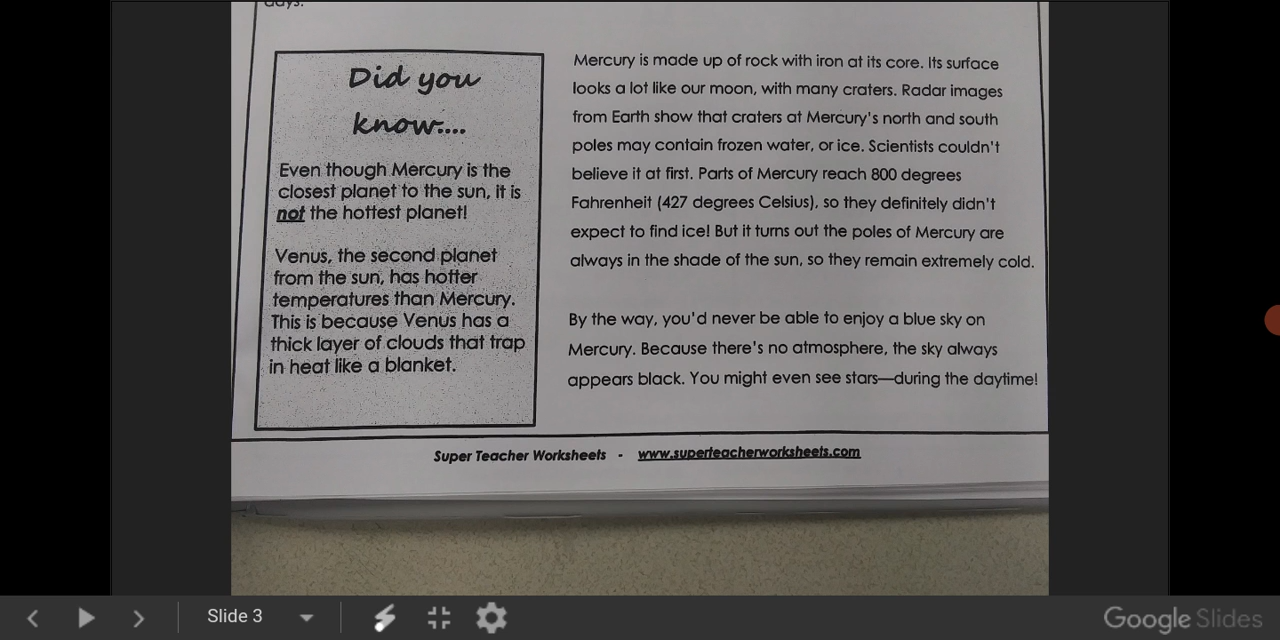 days.
Did you
know....
Even though Mercury is the
closest planet to the sun, it is
not the hottest planet!
Venus, the second planet
from the sun, has hotter
temperatures than Mercury.
This is because Venus has a
thick layer of clouds that trap
in heat like a blanket.
Mercury is made up of rock with iron at its core. Its surface
looks a lot like our moon, with many craters. Radar images
from Earth show that craters at Mercury's north and south
poles may contain frozen water, or ice. Scientists couldn't
believe it at first. Parts of Mercury reach 800 degrees
Fahrenheit (427 degrees Celsius), so they definitely didn't
expect to find ice! But it turns out the poles of Mercury are
always in the shade of the sun, so they remain extremely cold.
By the way, you'd never be able to enjoy a blue sky on
Mercury. Because there's no atmosphere, the sky always
appears black. You might even see stars—during the daytime!
Super Teacher Worksheets - www.superteacherworksheets.com
Slide 3
Google Slides